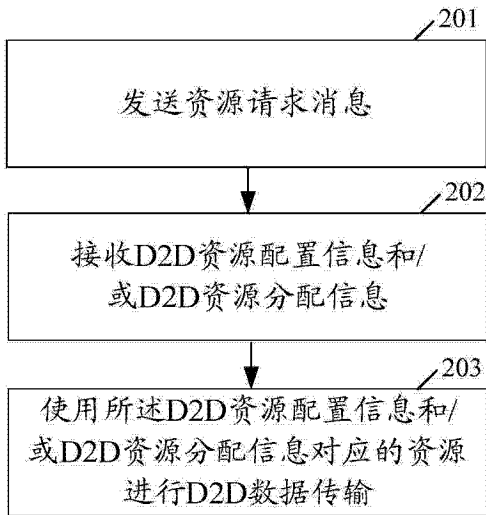 201
发送资源请求消息
202
接收D2D资源配置信息和/
或D2D资源分配信息
203
使用所述D2D资源配置信息和/
或D2D资源分配信息对应的资源
进行D2D数据传输